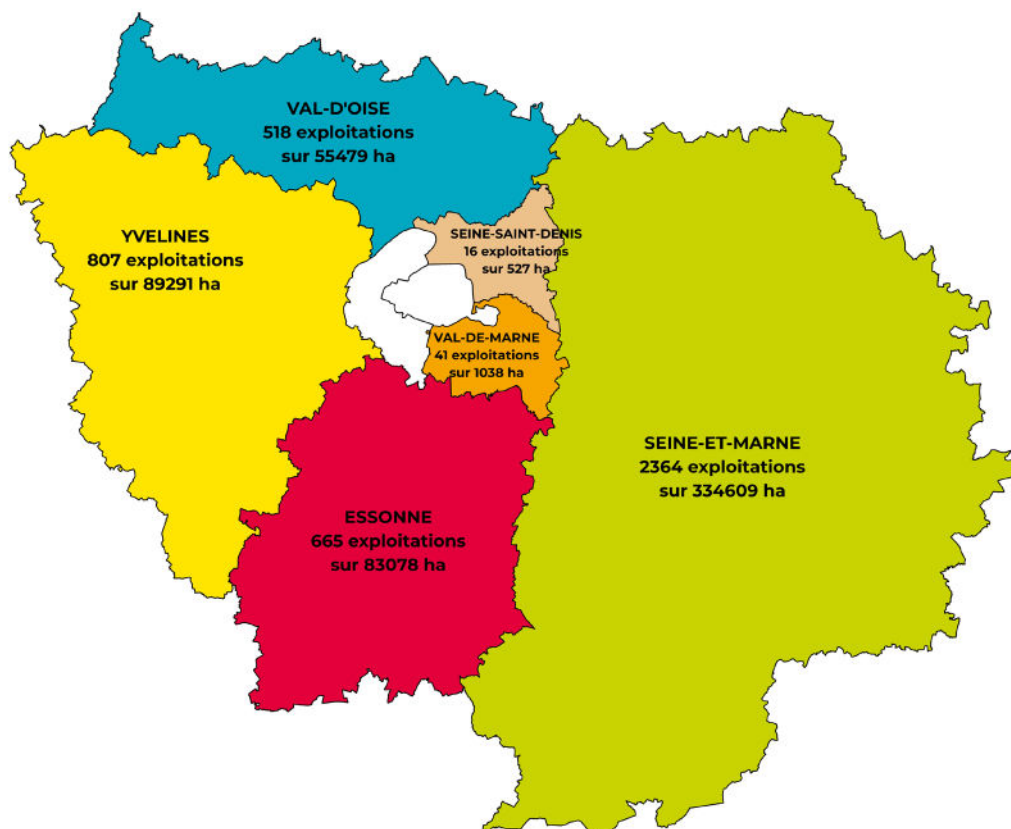 VAL-D'OISE
518 exploitations
sur 55479 ha
YVELINES
807 exploitations
sur 89291 ha
SEINE-SAINT-DENIS
16 exploitations
sur 527 ha
VAL-DE-MARNE
41 exploitations
sur 1038 ha
SEINE-ET-MARNE
2364 exploitations
sur 334609 ha
ESSONNE
665 exploitations
sur 83078 ha